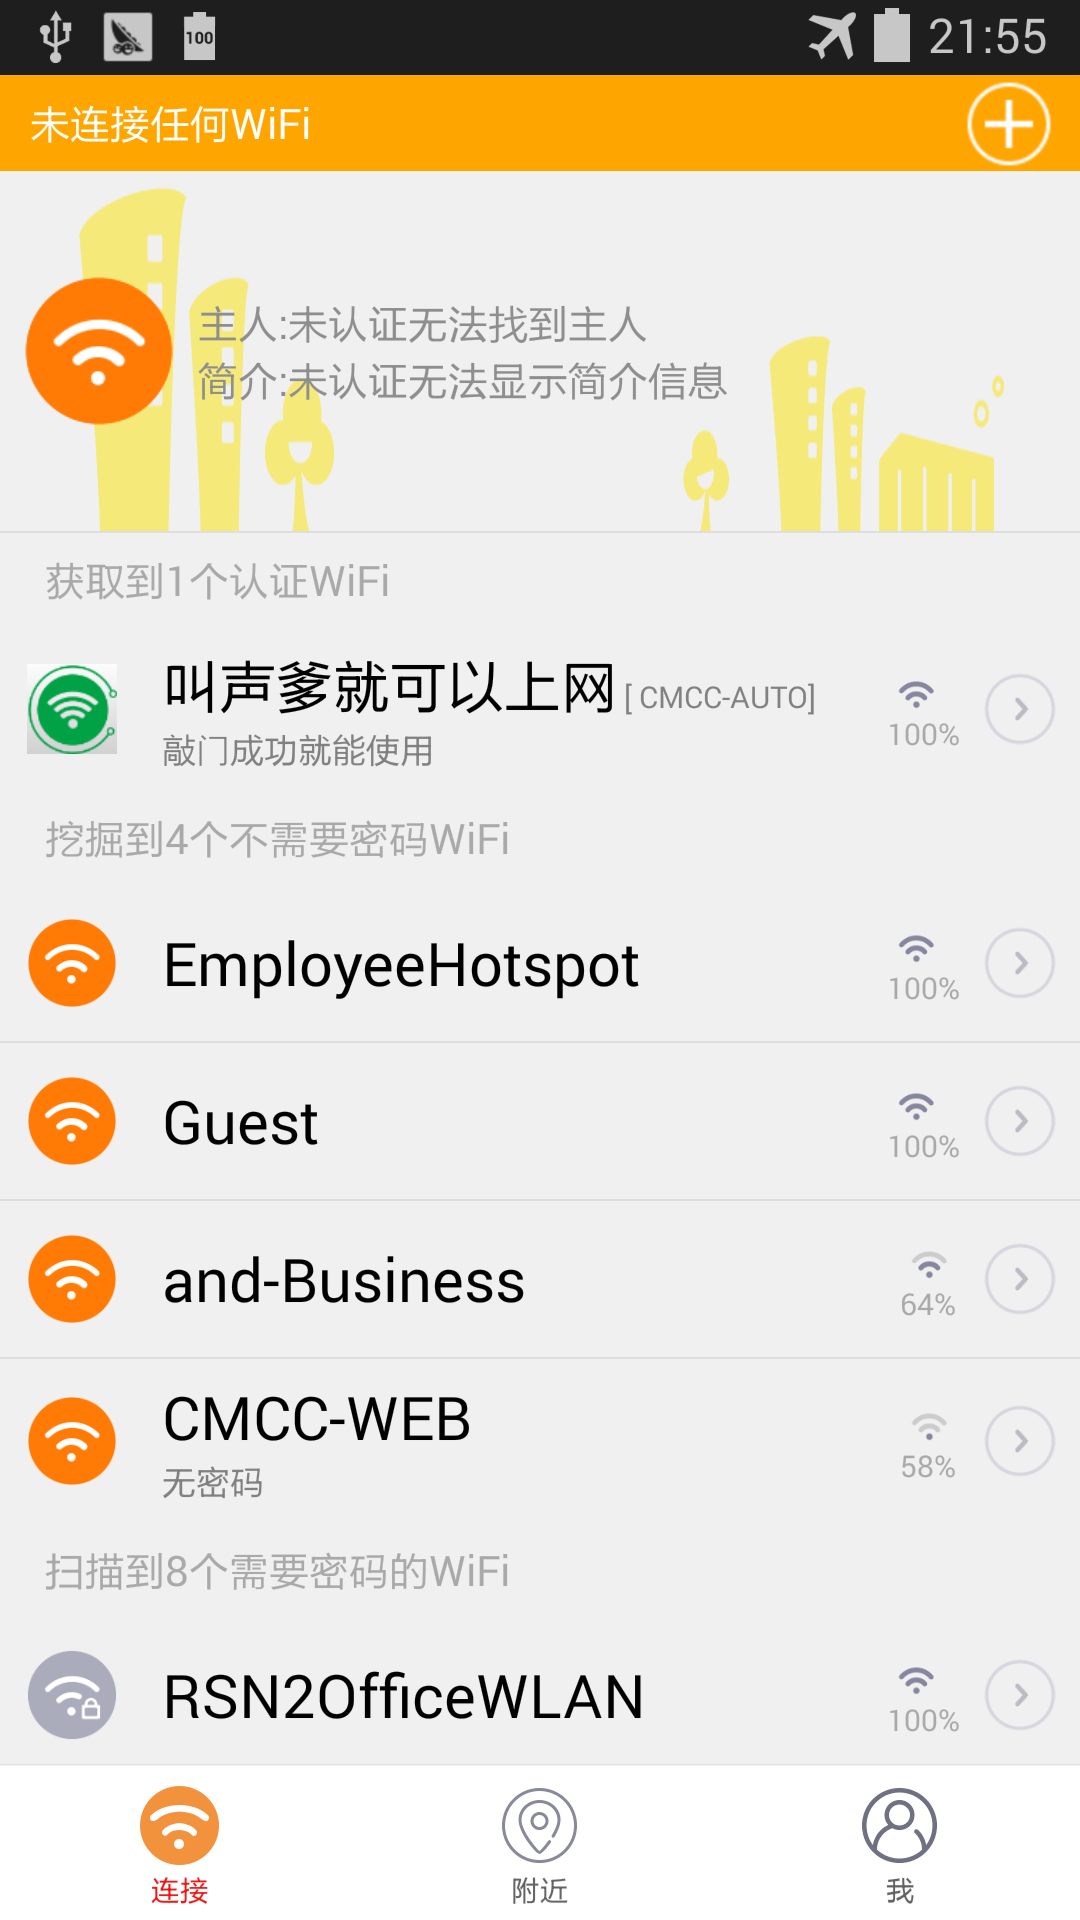 100
21:55
未连接任何WiFi
主人:未认证无法找到主人
简介:未认证无法显示简介信息
获取到1个认证WiFi
叫声爹就可以上网 [ CMCC-AUTO]
100%
敲门成功就能使用
挖掘到4个不需要密码WiFi
EmployeeHotspot
100%
Guest
100%
and-Business
64%
CMCC-WEB
58%
无密码
扫描到8个需要密码的WiFi
RSN2OfficeWLAN
100%
连接
附近
我